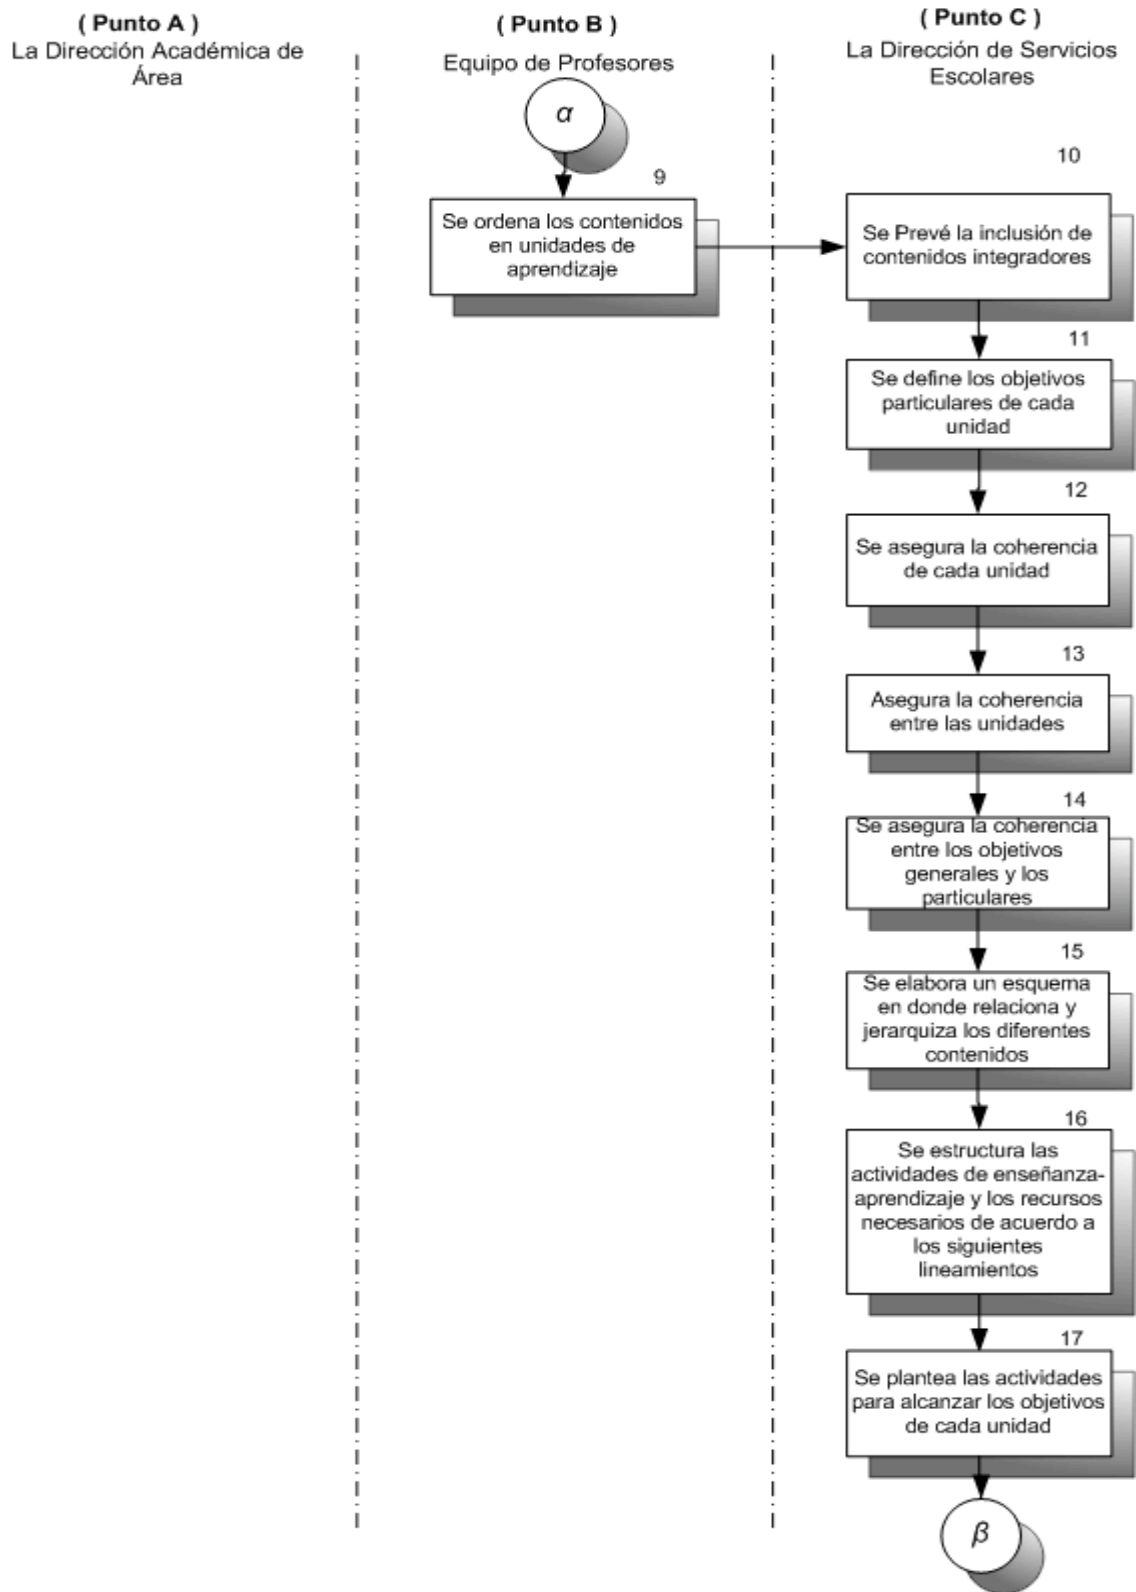 ( Punto A )
La Dirección Académica de
Área
( Punto B )
Equipo de Profesores
( Punto C )
La Dirección de Servicios
Escolares
α
9
Se ordena los contenidos
en unidades de
aprendizaje
10
Se Prevé la inclusión de
contenidos integradores
11
Se define los objetivos
particulares de cada
unidad
12
Se asegura la coherencia
de cada unidad
13
Asegura la coherencia
entre las unidades
14
Se asegura la coherencia
entre los objetivos
generales y los
particulares
15
Se elabora un esquema
en donde relaciona y
jerarquiza los diferentes
contenidos
16
Se estructura las
actividades de enseñanza-
aprendizaje y los recursos
necesarios de acuerdo a
los siguientes
lineamientos
17
Se plantea las actividades
para alcanzar los objetivos
de cada unidad
β